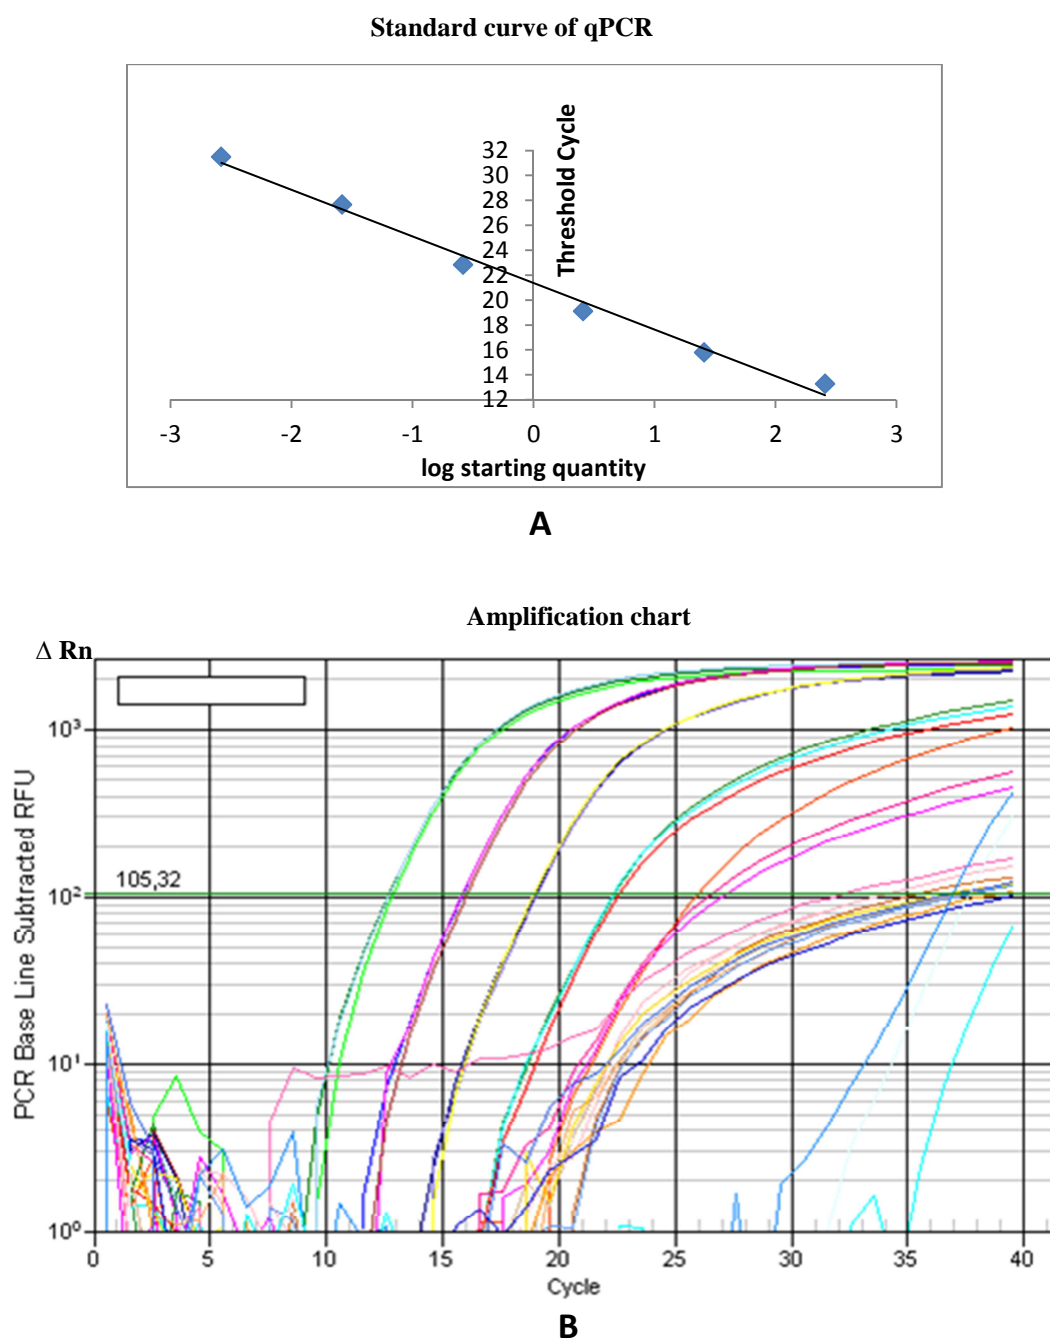 Standard curve of qPCR
Threshold Cycle
32
30
28
26
24
22
20
18
16
14
12
-3 -2 -1 0 1 2 3
log starting quantity
A
Amplification chart
Δ Rn
PCR Base Line Subtracted RFU
10³
105,32
10²
10¹
10⁰
0 5 10 15 20 25 30 35 40
Cycle
B